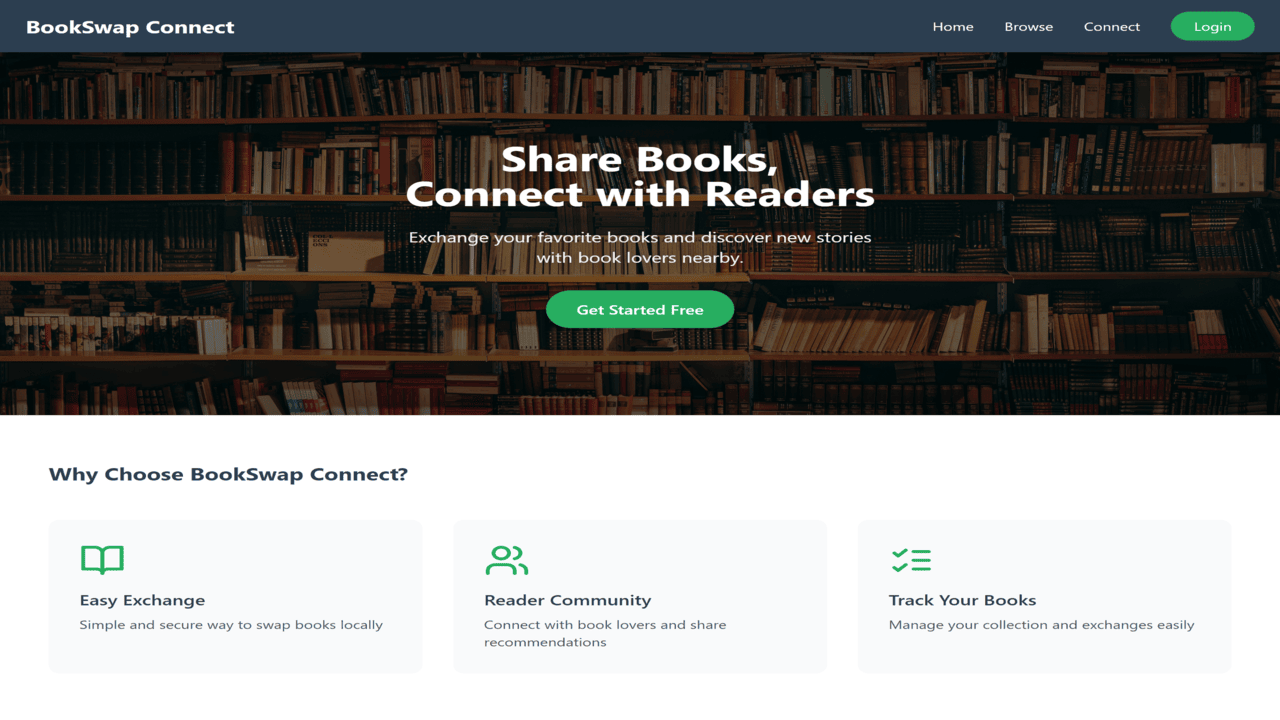 BookSwap Connect
Home
Browse
Connect
Login
Share Books,
Connect with Readers
Exchange your favorite books and discover new stories
with book lovers nearby.
Get Started Free
Why Choose BookSwap Connect?
Easy Exchange
Simple and secure way to swap books locally
Reader Community
Connect with book lovers and share
recommendations
Track Your Books
Manage your collection and exchanges easily